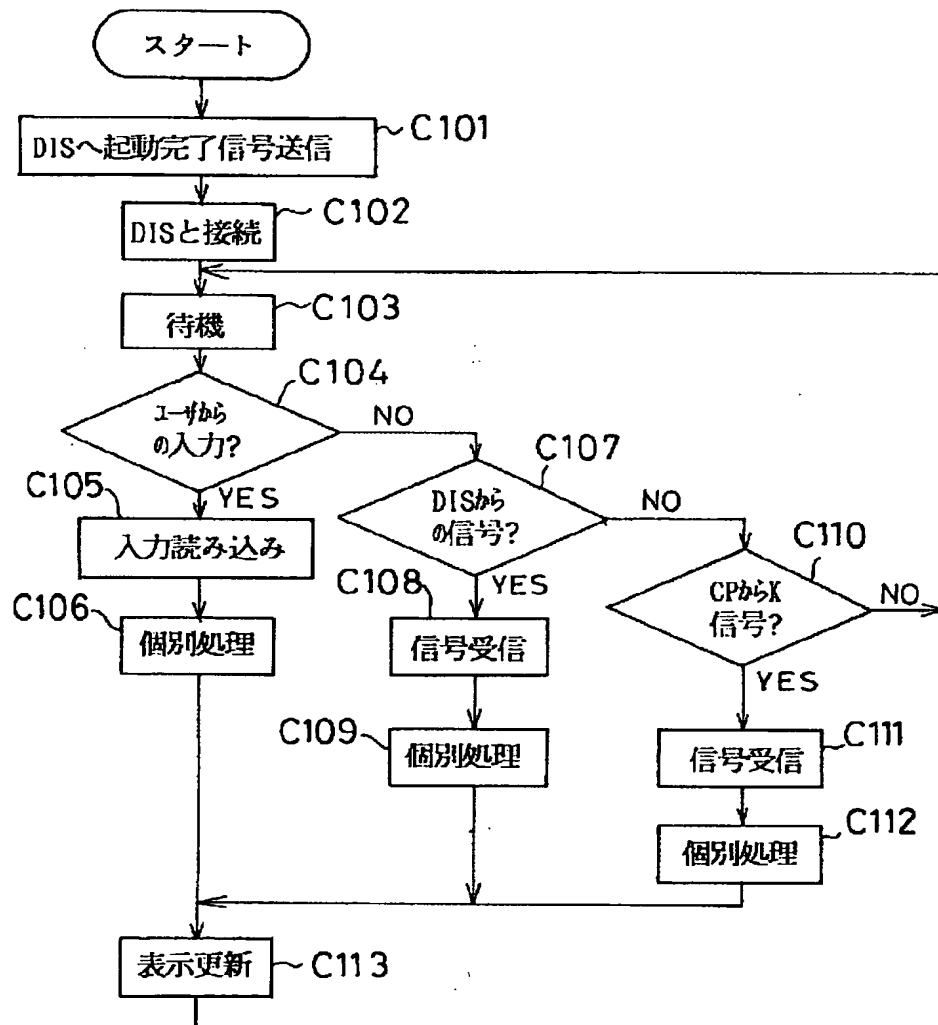 スタート
DISへ起動完了信号送信
C101
DISと接続
C102
待機
C103
ユーザから
の入力?
C104
NO
YES
C105
入力読み込み
C106
個別処理
DISから
の信号?
C107
NO
YES
C108
信号受信
C109
個別処理
CPからK
信号?
C110
NO
YES
信号受信
C111
個別処理
C112
表示更新
C113